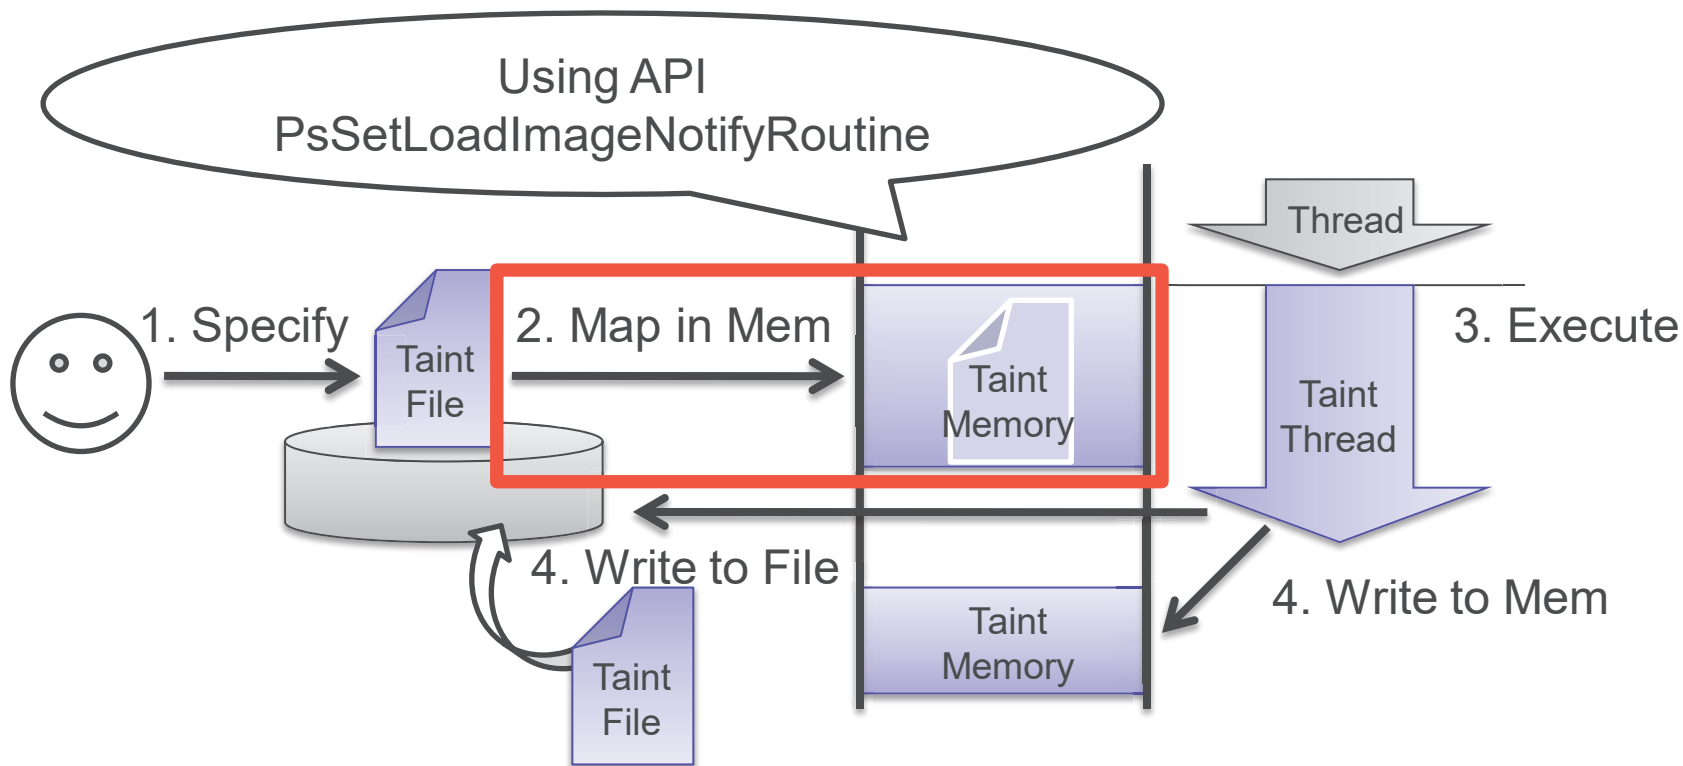 Using API
PsSetLoadImageNotifyRoutine
Thread
1. Specify
2. Map in Mem
3. Execute
Taint
File
Taint
Memory
Taint
Thread
4. Write to File
4. Write to Mem
Taint
Memory
Taint
File